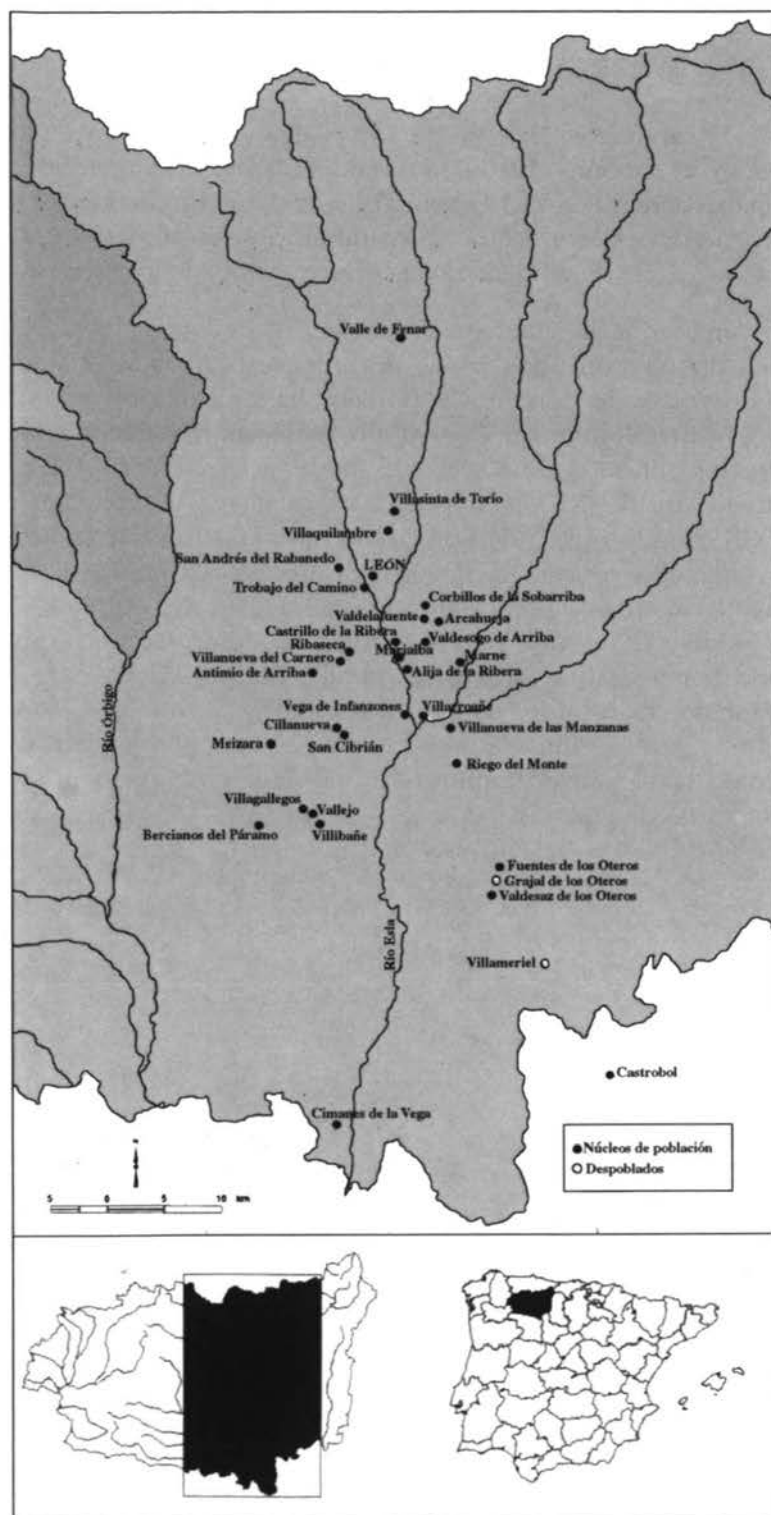 Valle de Fenar
Villasinta de Torío
Villaquilambre
San Andrés del Rabanedo
LEÓN
Trobajo del Camino
Corbillos de la Sobarriba
Valdelafuente
Arcahueja
Castrillo de la Ribera
Valdesogo de Arriba
Ribaseca
Marialba
Villanueva del Carnero
Marne
Antimio de Arriba
Alija de la Ribera
Río Orbigo
Vega de Infanzones
Villarroañe
Cillanueva
Villanueva de las Manzanas
Meizara
San Cibrián
Riego del Monte
Villagallegos
Vallejo
Bercianos del Páramo
Villibañe
Fuentes de los Oteros
Grajal de los Oteros
Valdesaz de los Oteros
Río Esla
Villameriel
Castrobol
Cimanes de la Vega
Núcleos de población
Despoblados
N
5 0 5 10 km.